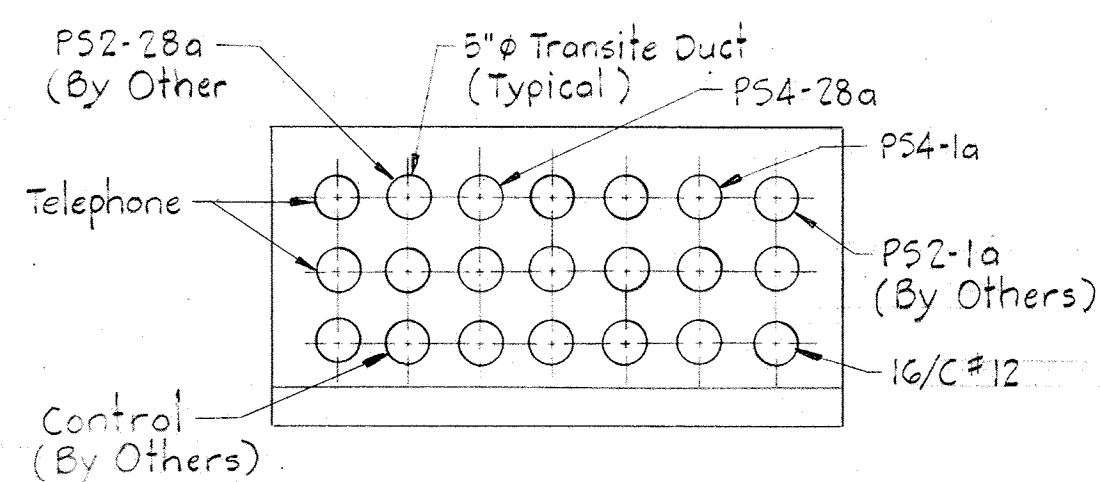 PS2-28a
(By Other
5"φ Transite Duct
(Typical)
PS4-28a
PS4-1a
Telephone
PS2-1a
(By Others)
16/C #12
Control
(By Others)